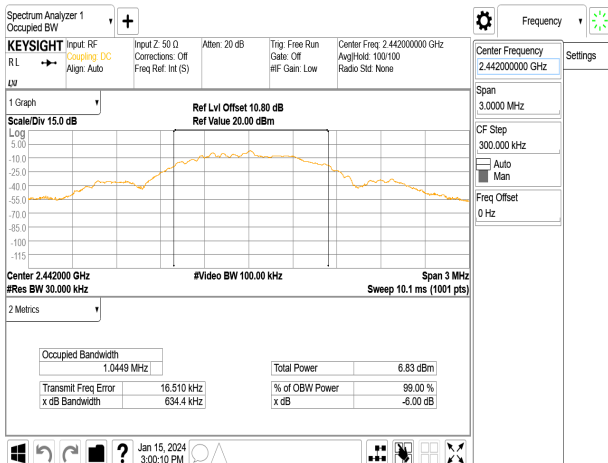 Spectrum Analyzer 1
Occupied BW
▼
+
Frequency
▼
KEYSIGHT
R L
LXI
Input: RF
Coupling: DC
Align: Auto
Input Z: 50 Ω
Corrections: Off
Freq Ref: Int (S)
Atten: 20 dB
Trig: Free Run
Gate: Off
#IF Gain: Low
Center Freq: 2.442000000 GHz
Avg|Hold: 100/100
Radio Std: None
Center Frequency
2.442000000 GHz
Settings
Span
3.0000 MHz
CF Step
300.000 kHz
Auto
Man
Freq Offset
0 Hz
1 Graph
▼
Scale/Div 15.0 dB
Ref Lvl Offset 10.80 dB
Ref Value 20.00 dBm
Log
5.00
-10.0
-25.0
-40.0
-55.0
-70.0
-85.0
-100
-115
Center 2.442000 GHz
#Video BW 100.00 kHz
Span 3 MHz
#Res BW 30.000 kHz
Sweep 10.1 ms (1001 pts)
2 Metrics
▼
Occupied Bandwidth
1.0449 MHz
Total Power
6.83 dBm
Transmit Freq Error
16.510 kHz
% of OBW Power
99.00 %
x dB Bandwidth
634.4 kHz
x dB
-6.00 dB
?
Jan 15, 2024
3:00:10 PM